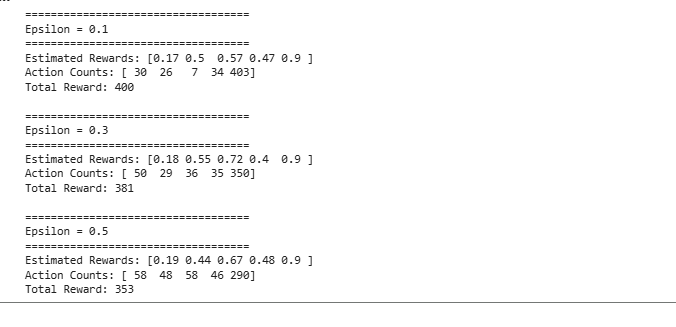 ===================================
Epsilon = 0.1
===================================
Estimated Rewards: [0.17 0.5  0.57 0.47 0.9 ]
Action Counts: [ 30  26   7  34 403]
Total Reward: 400

===================================
Epsilon = 0.3
===================================
Estimated Rewards: [0.18 0.55 0.72 0.4  0.9 ]
Action Counts: [ 50  29  36  35 350]
Total Reward: 381

===================================
Epsilon = 0.5
===================================
Estimated Rewards: [0.19 0.44 0.67 0.48 0.9 ]
Action Counts: [ 58  48  58  46 290]
Total Reward: 353